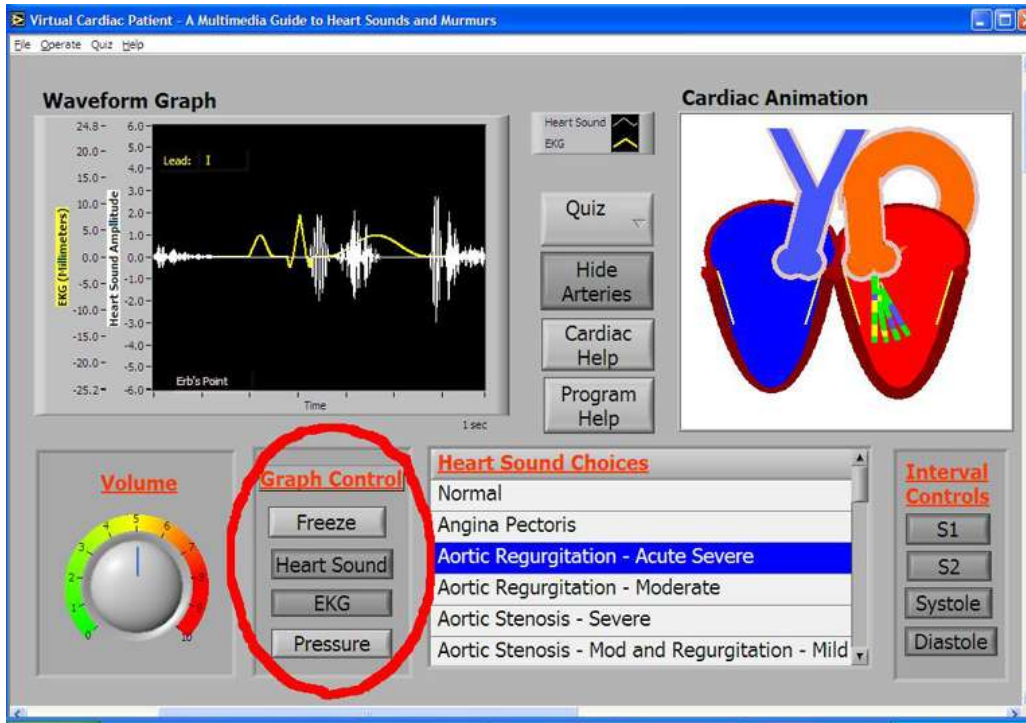 Virtual Cardiac Patient - A Multimedia Guide to Heart Sounds and Murmurs
File Operate Quiz Help
Waveform Graph
EKG (Millimeters)
24.8
20.0
15.0
10.0
5.0
0.0
-5.0
-10.0
-15.0
-20.0
-25.2
Heart Sound Amplitude
6.0
5.0
4.0
3.0
2.0
1.0
0.0
-1.0
-2.0
-3.0
-4.0
-5.0
-6.0
Lead: I
Erb's Point
Time
1 sec
Heart Sound
EKG
Quiz
Hide
Arteries
Cardiac
Help
Program
Help
Cardiac Animation
Volume
0
1
2
3
5
6
8
10
Graph Control
Freeze
Heart Sound
EKG
Pressure
Heart Sound Choices
Normal
Angina Pectoris
Aortic Regurgitation - Acute Severe
Aortic Regurgitation - Moderate
Aortic Stenosis - Severe
Aortic Stenosis - Mod and Regurgitation - Mild
Interval
Controls
S1
S2
Systole
Diastole